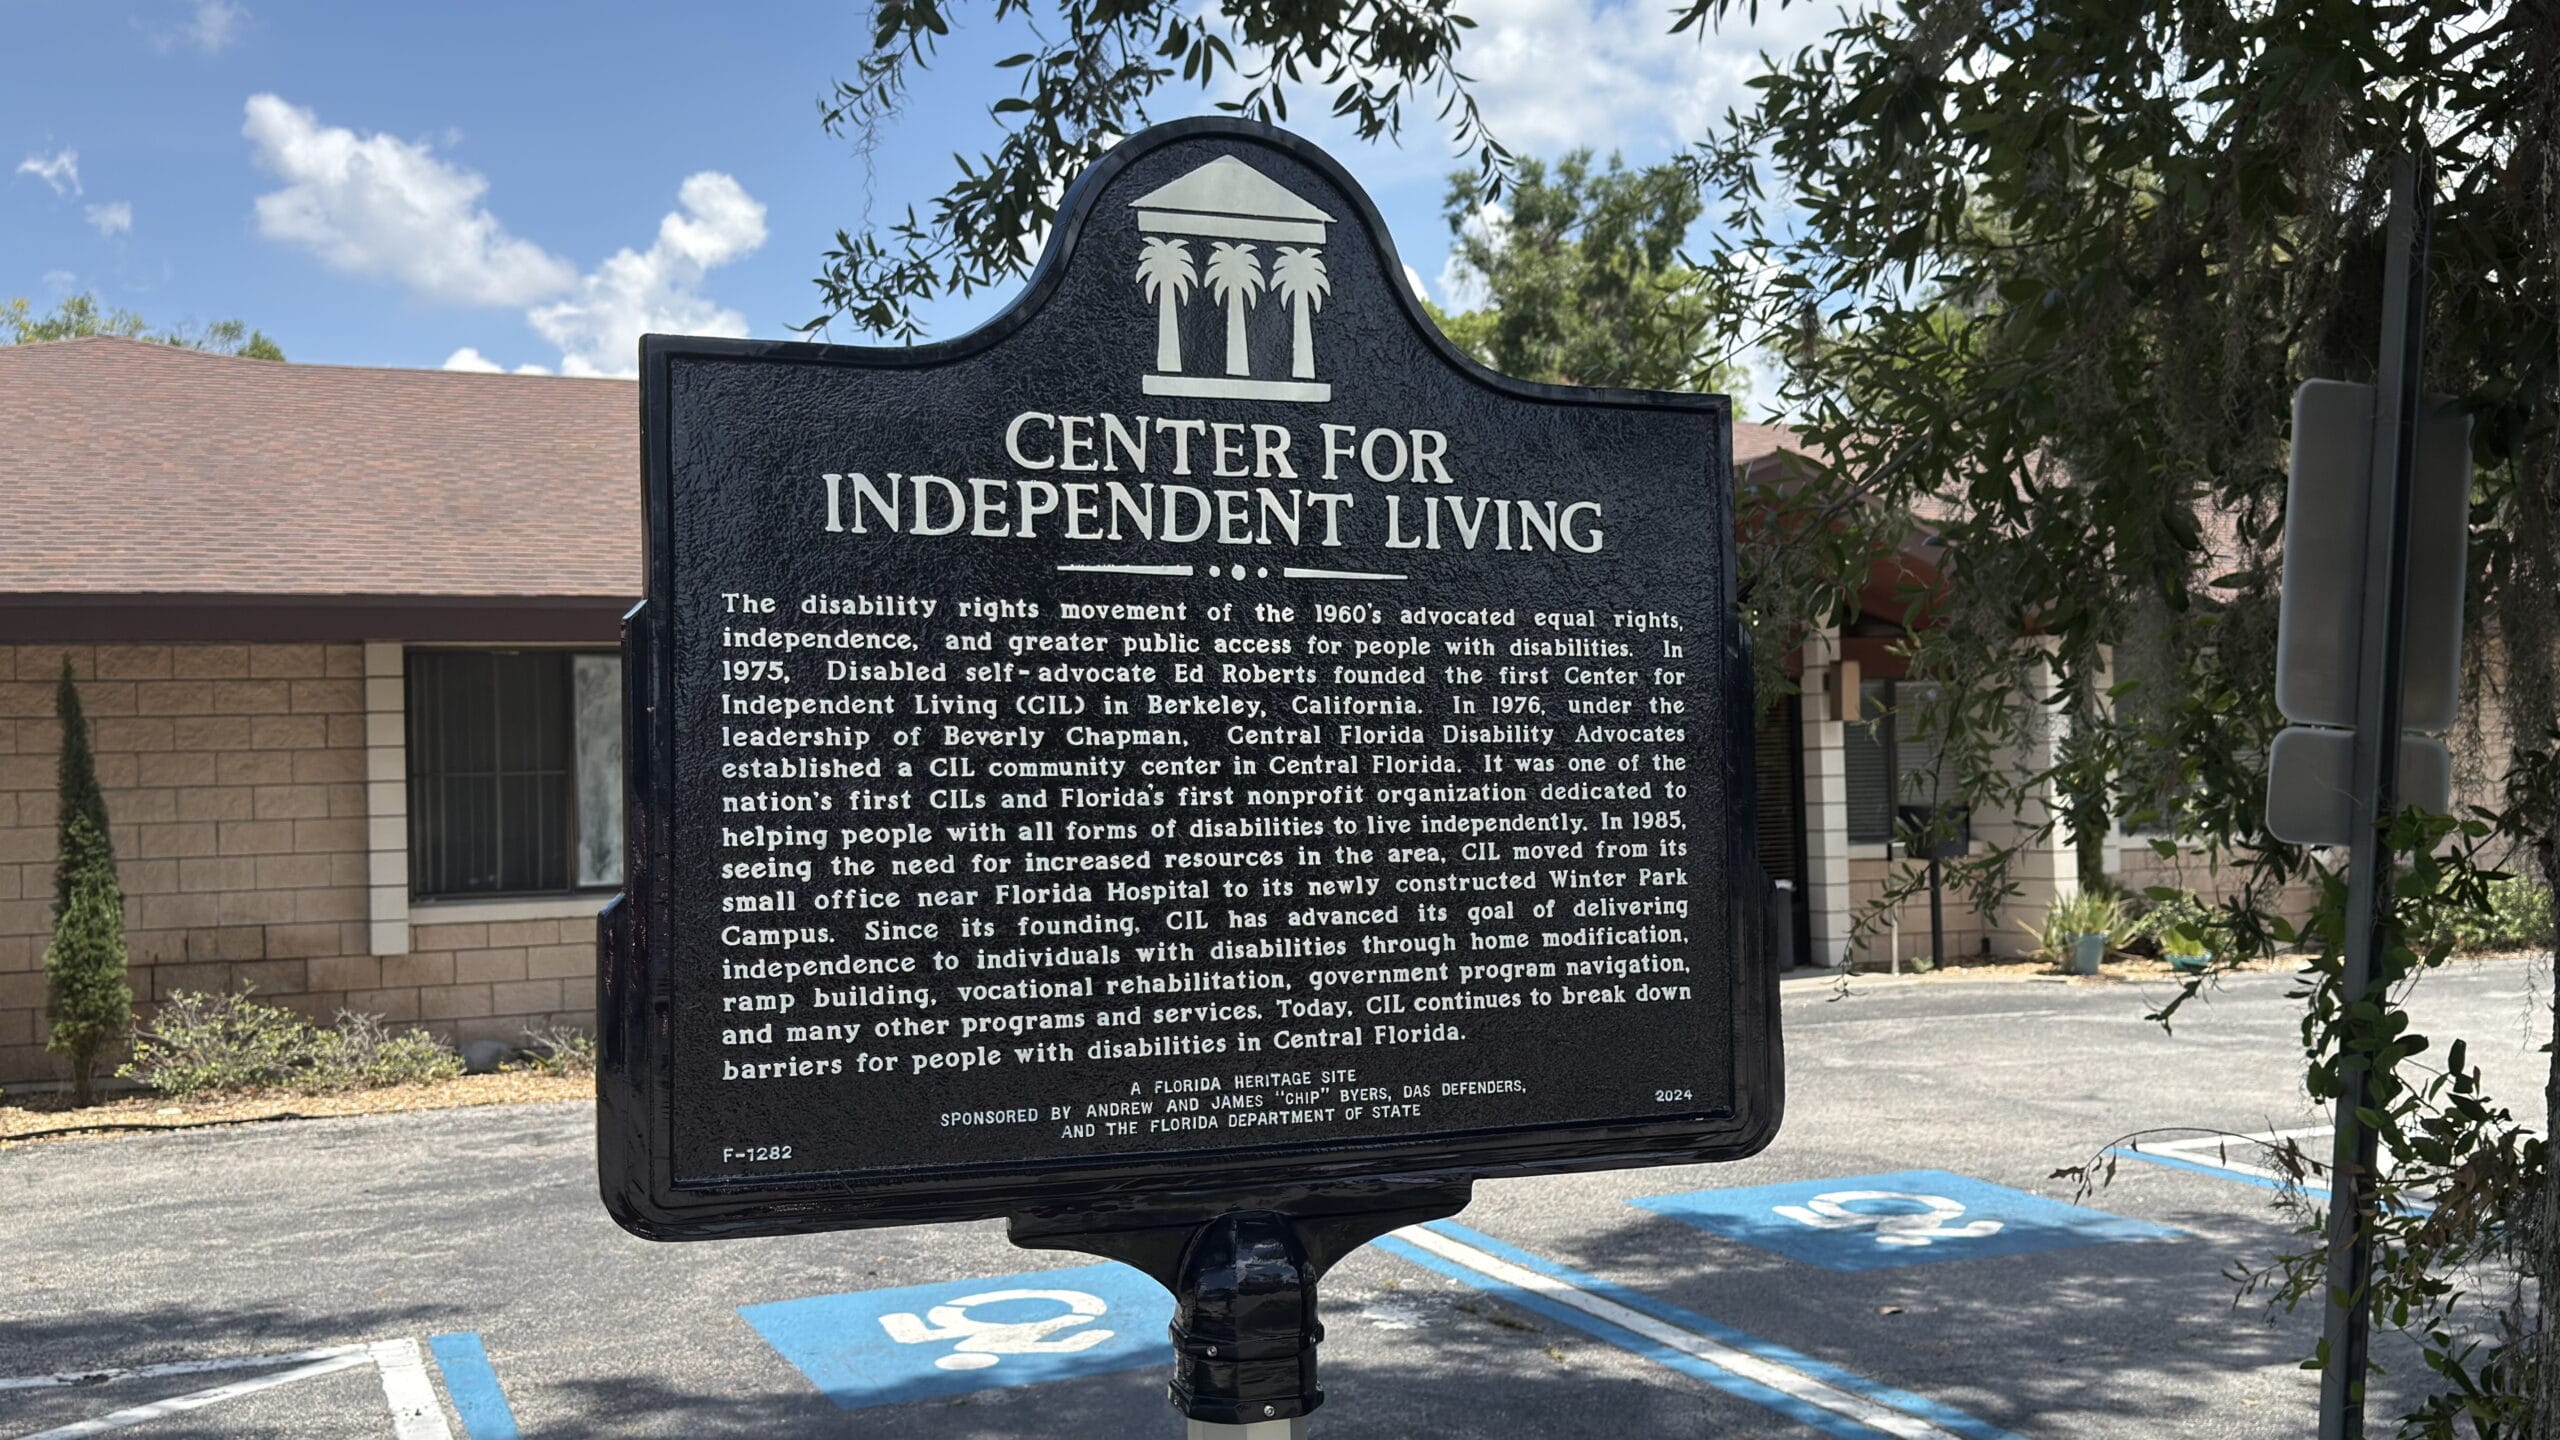 CENTER FOR
INDEPENDENT LIVING
The disability rights movement of the 1960's advocated equal rights,
independence, and greater public access for people with disabilities. In
1975, Disabled self-advocate Ed Roberts founded the first Center for
Independent Living (CIL) in Berkeley, California. In 1976, under the
leadership of Beverly Chapman, Central Florida Disability Advocates
established a CIL community center in Central Florida. It was one of the
nation's first CILs and Florida's first nonprofit organization dedicated to
helping people with all forms of disabilities to live independently. In 1985,
seeing the need for increased resources in the area, CIL moved from its
small office near Florida Hospital to its newly constructed Winter Park
Campus. Since its founding, CIL has advanced its goal of delivering
independence to individuals with disabilities through home modification,
ramp building, vocational rehabilitation, government program navigation,
and many other programs and services. Today, CIL continues to break down
barriers for people with disabilities in Central Florida.
A FLORIDA HERITAGE SITE
SPONSORED BY ANDREW AND JAMES "CHIP" BYERS, DAS DEFENDERS,
AND THE FLORIDA DEPARTMENT OF STATE
F-1282
2024